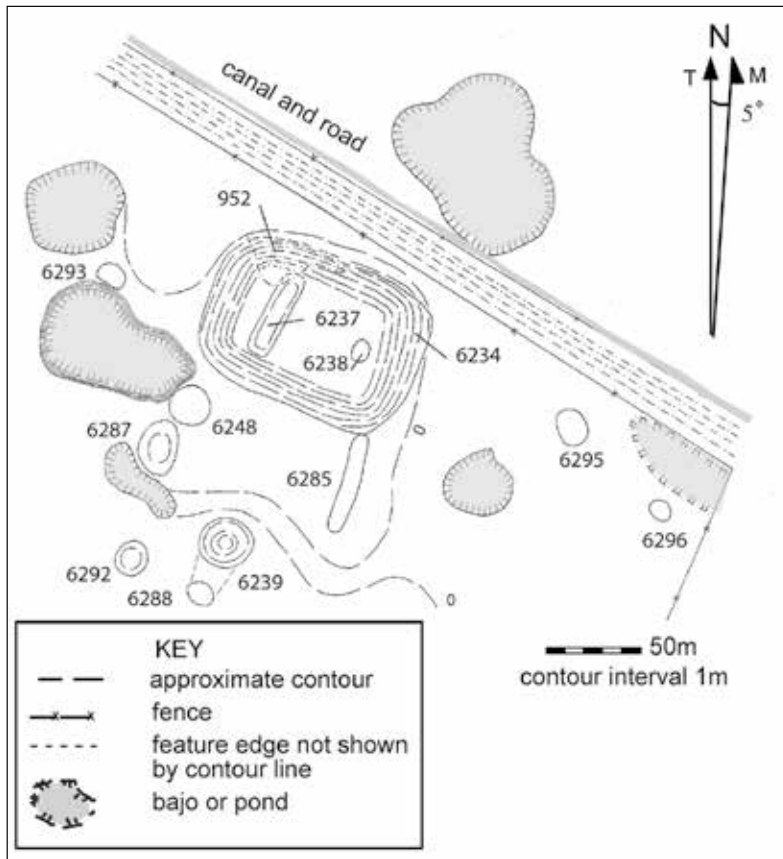 N
T M
5°
canal and road
952
6293
6237
6234
6238
6248
6287
6285
0
6295
6296
6292
6239
6288
0
50m
contour interval 1m
KEY
approximate contour
fence
feature edge not shown
by contour line
bajo or pond